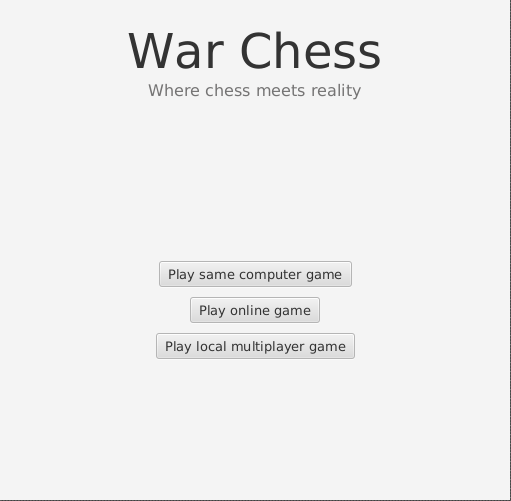 War Chess
Where chess meets reality
Play same computer game
Play online game
Play local multiplayer game